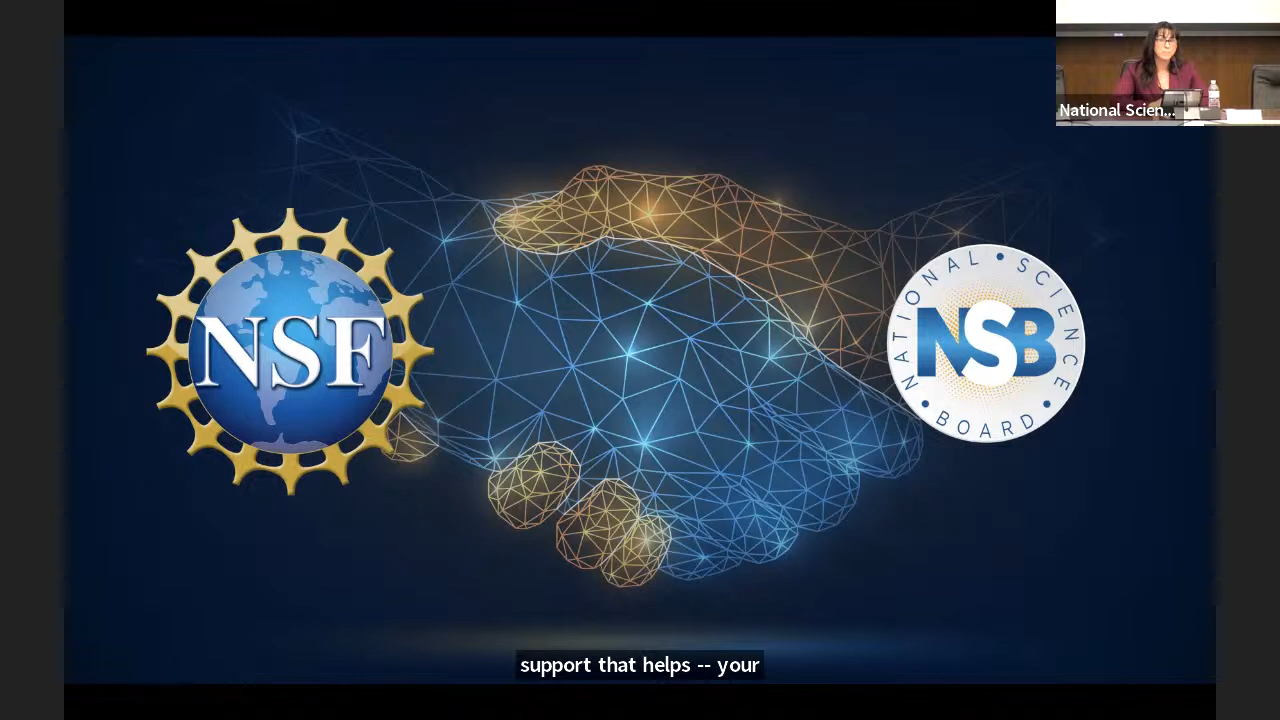 National Scien...
NSF
NATIONAL • SCIENCE
NSB
• BOARD •
support that helps -- your